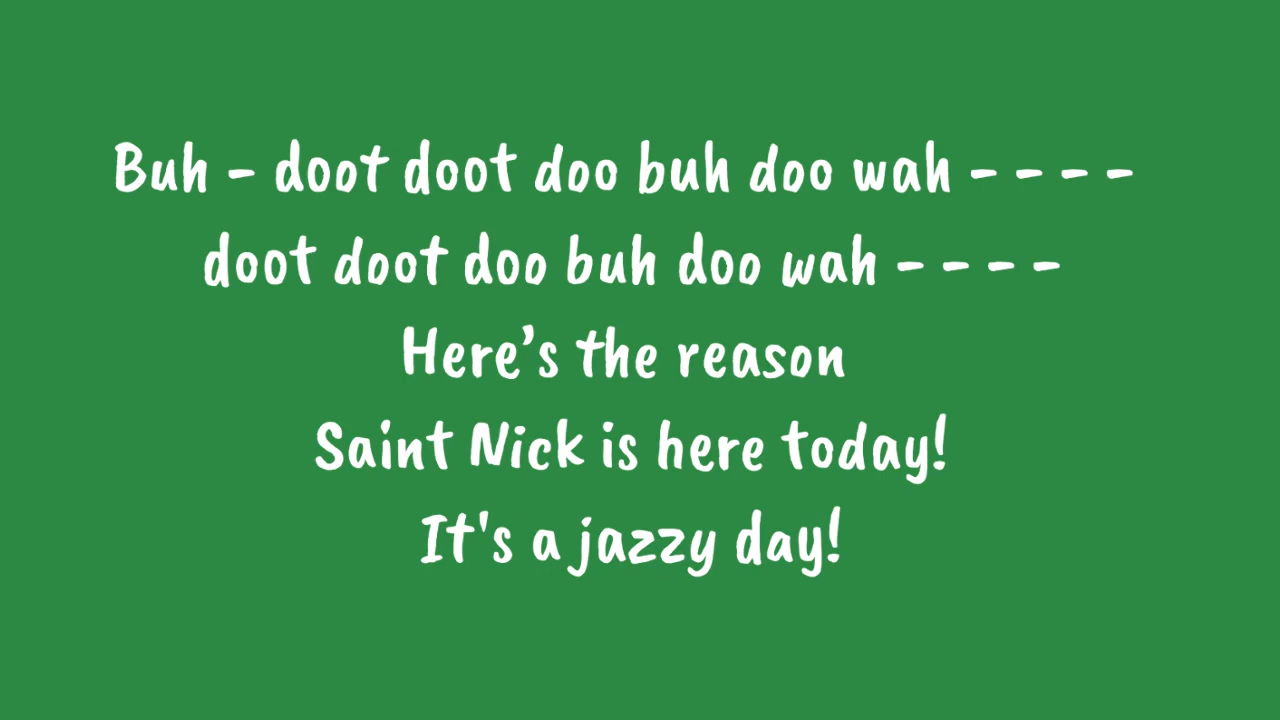 Buh - doot doot doo buh doo wah - - - -
doot doot doo buh doo wah - - - -
Here’s the reason
Saint Nick is here today!
It's a jazzy day!